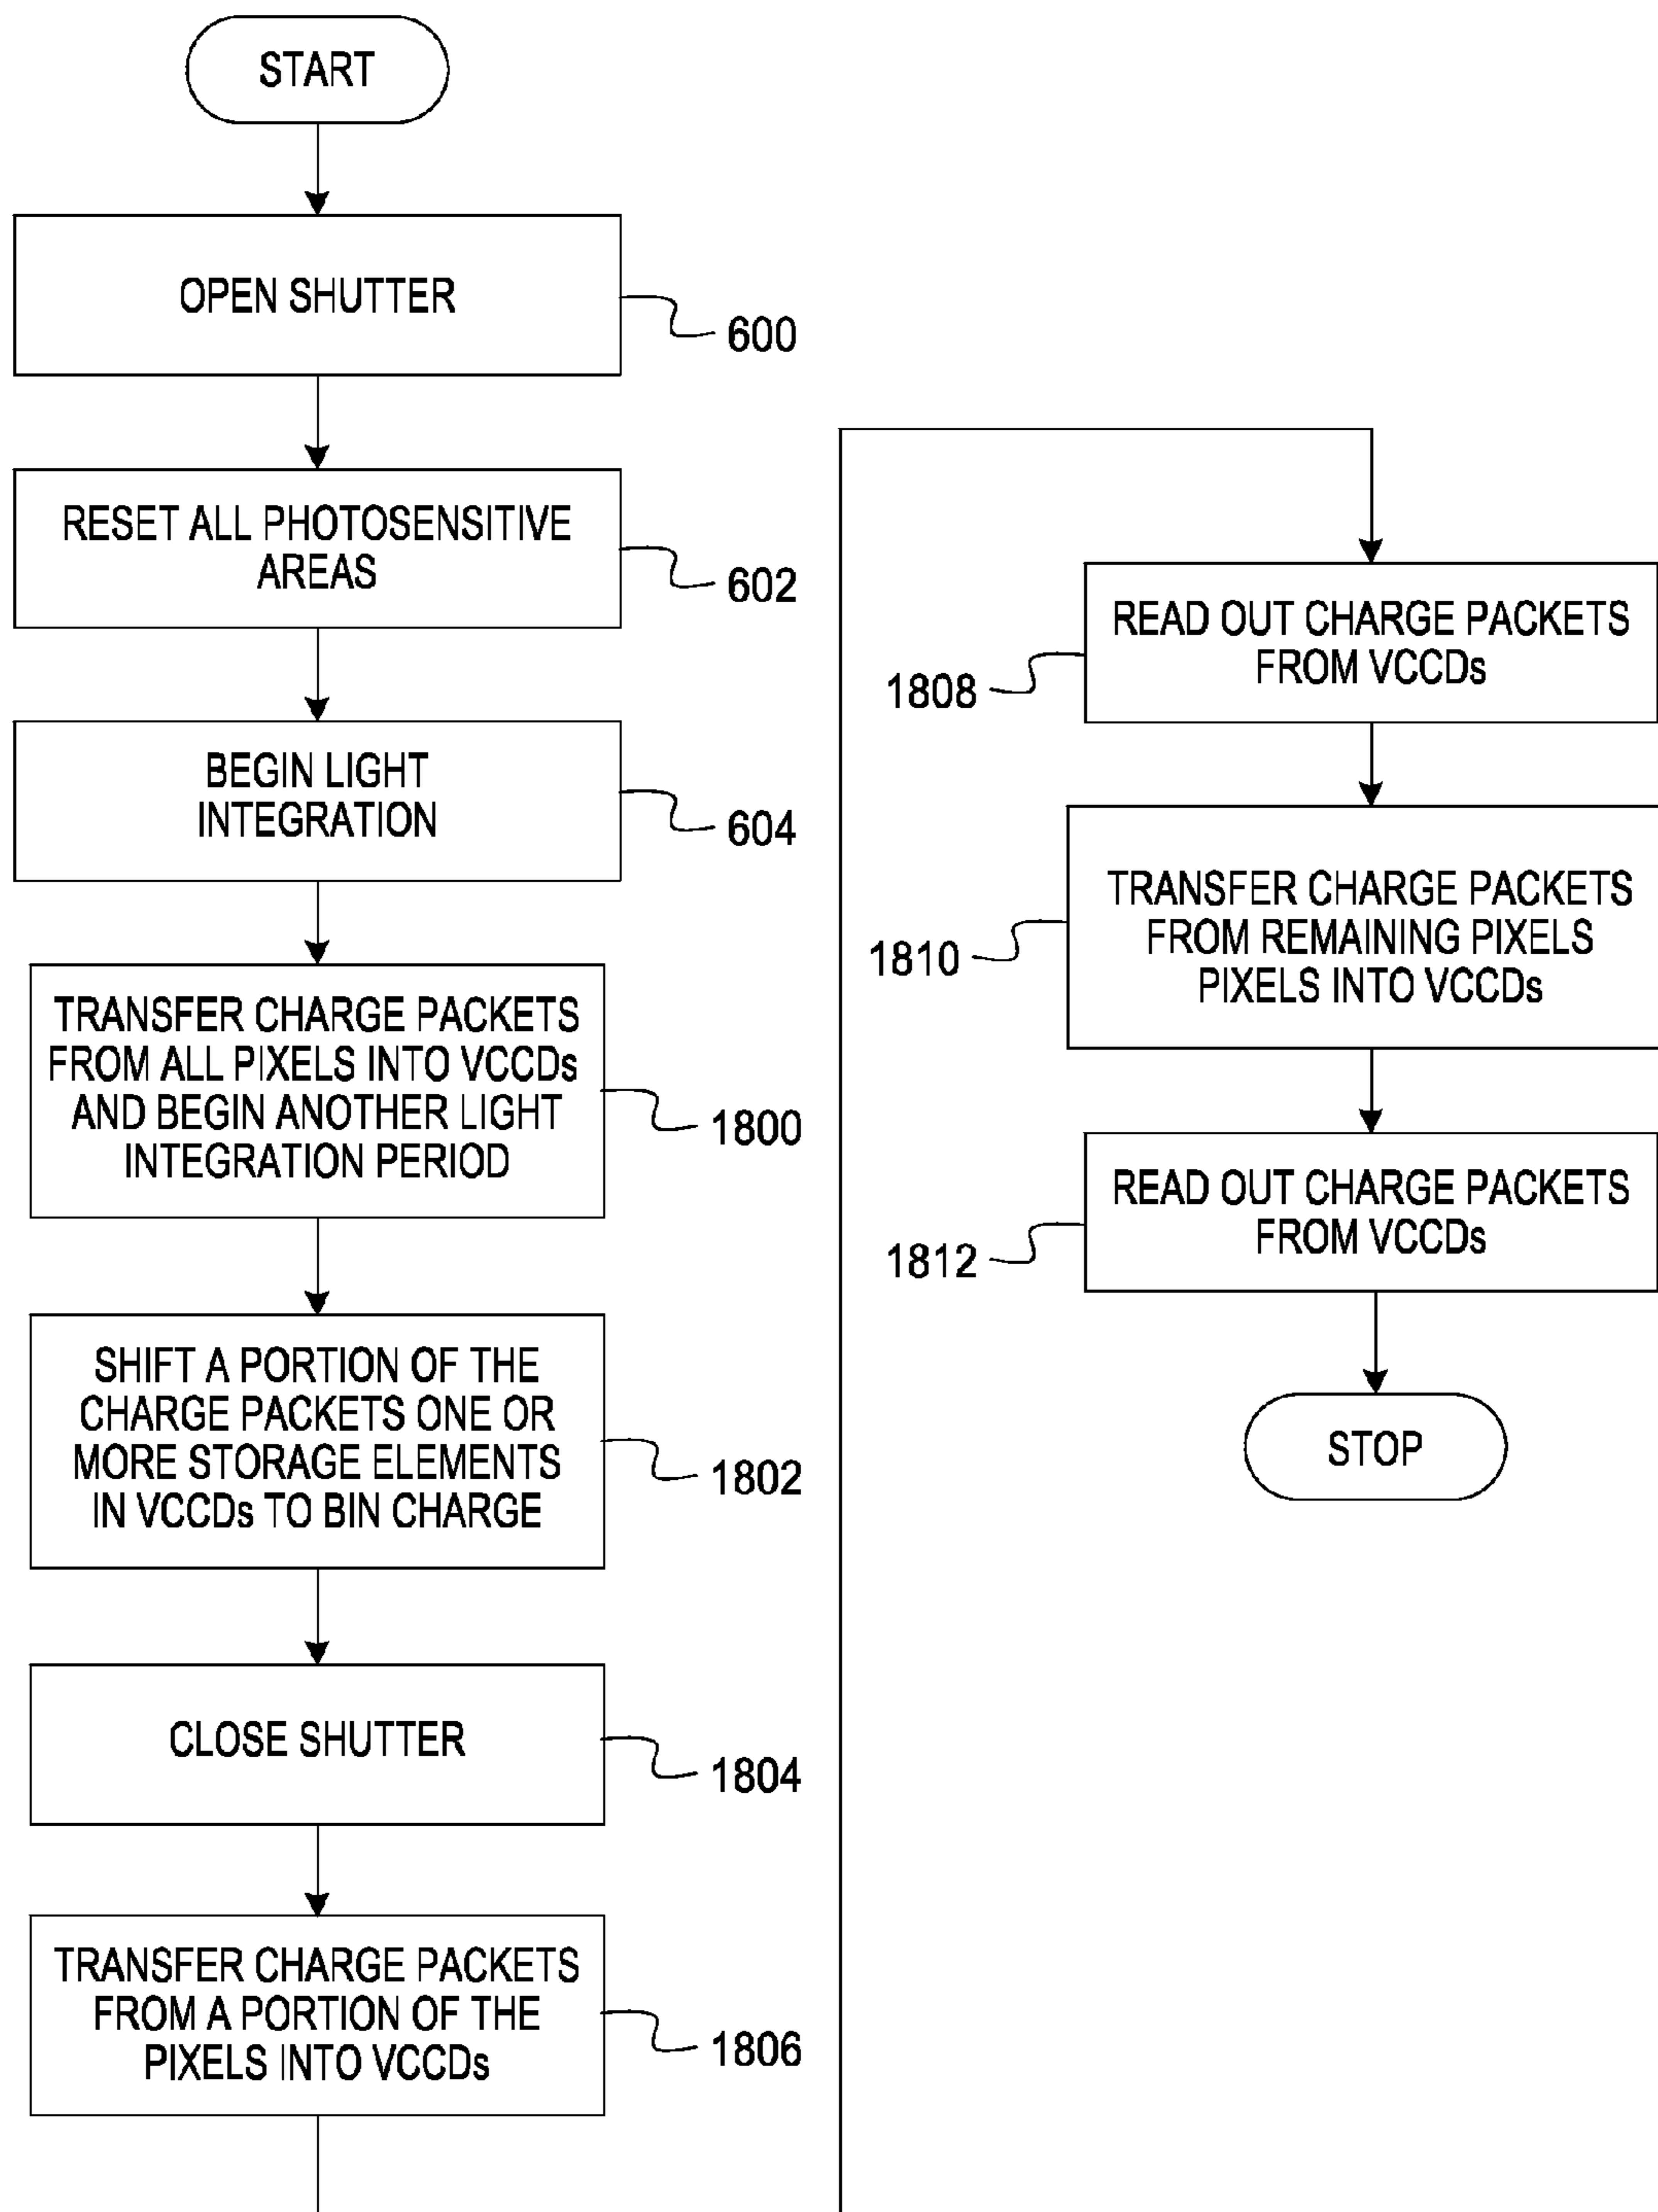 START
OPEN SHUTTER
600
RESET ALL PHOTOSENSITIVE
AREAS
602
BEGIN LIGHT
INTEGRATION
604
TRANSFER CHARGE PACKETS
FROM ALL PIXELS INTO VCCDs
AND BEGIN ANOTHER LIGHT
INTEGRATION PERIOD
1800
SHIFT A PORTION OF THE
CHARGE PACKETS ONE OR
MORE STORAGE ELEMENTS
IN VCCDs TO BIN CHARGE
1802
CLOSE SHUTTER
1804
TRANSFER CHARGE PACKETS
FROM A PORTION OF THE
PIXELS INTO VCCDs
1806
READ OUT CHARGE PACKETS
FROM VCCDs
1808
TRANSFER CHARGE PACKETS
FROM REMAINING PIXELS
PIXELS INTO VCCDs
1810
READ OUT CHARGE PACKETS
FROM VCCDs
1812
STOP